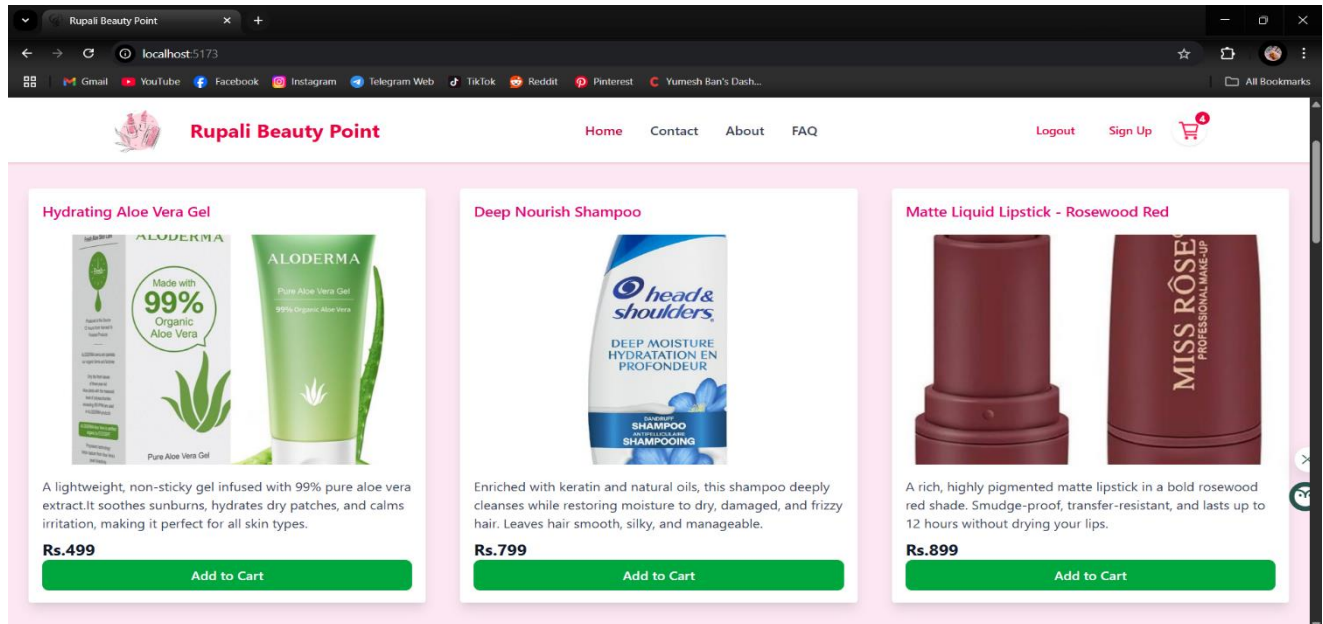 Rupali Beauty Point
localhost:5173
Gmail YouTube Facebook Instagram Telegram Web TikTok Reddit Pinterest Yumesh Ban's Dash... All Bookmarks
Rupali Beauty Point
Home Contact About FAQ
Logout Sign Up 4
Hydrating Aloe Vera Gel
ALODERMA
Made with
99%
Organic
Aloe Vera
Pure Aloe Vera Gel
ALODERMA
Pure Aloe Vera Gel
99% Organic Aloe Vera
A lightweight, non-sticky gel infused with 99% pure aloe vera
extract.It soothes sunburns, hydrates dry patches, and calms
irritation, making it perfect for all skin types.
Rs.499
Add to Cart
Deep Nourish Shampoo
head&
shoulders
DEEP MOISTURE
HYDRATATION EN
PROFONDEUR
DANDRUFF
SHAMPOO
ANTIPELLICULAIRE
SHAMPOOING
Enriched with keratin and natural oils, this shampoo deeply
cleanses while restoring moisture to dry, damaged, and frizzy
hair. Leaves hair smooth, silky, and manageable.
Rs.799
Add to Cart
Matte Liquid Lipstick - Rosewood Red
MISS RÔSE
PROFESSIONAL MAKE-UP
A rich, highly pigmented matte lipstick in a bold rosewood
red shade. Smudge-proof, transfer-resistant, and lasts up to
12 hours without drying your lips.
Rs.899
Add to Cart